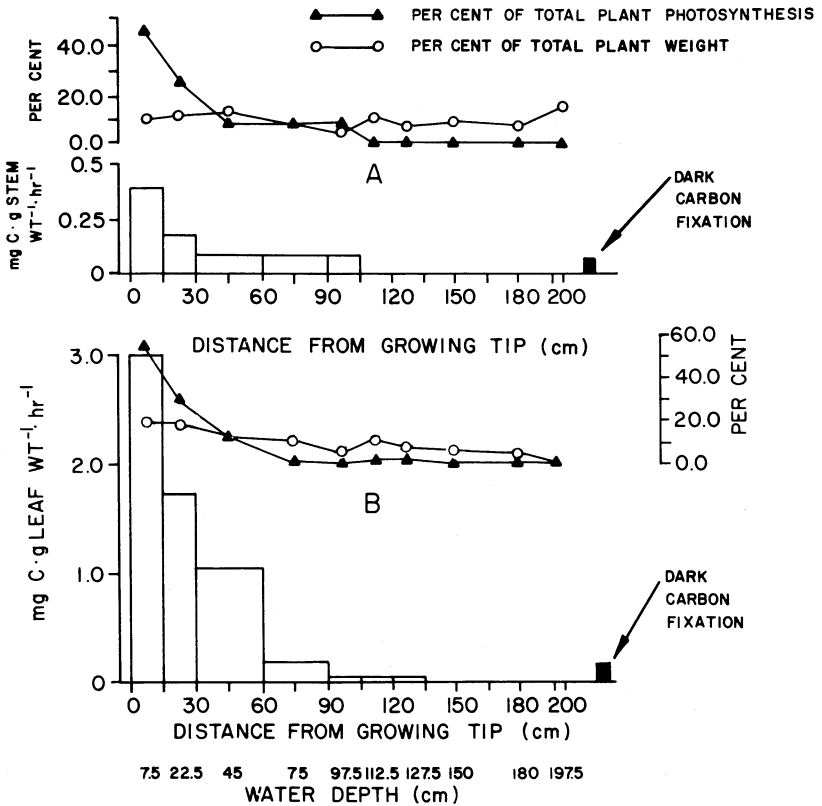 PER CENT OF TOTAL PLANT PHOTOSYNTHESIS
PER CENT OF TOTAL PLANT WEIGHT
PER CENT
40.0
20.0
0.0
A
mg C·g STEM
WT⁻¹·hr⁻¹
0.5
0.25
0
DARK
CARBON
FIXATION
0 30 60 90 120 150 180 200
DISTANCE FROM GROWING TIP (cm)
mg C·g LEAF WT⁻¹·hr⁻¹
3.0
2.0
1.0
0
60.0
40.0
20.0
0.0
PER CENT
B
DARK
CARBON
FIXATION
0 30 60 90 120 150 180 200
DISTANCE FROM GROWING TIP (cm)
7.5 22.5 45 75 97.5 112.5 127.5 150 180 197.5
WATER DEPTH (cm)